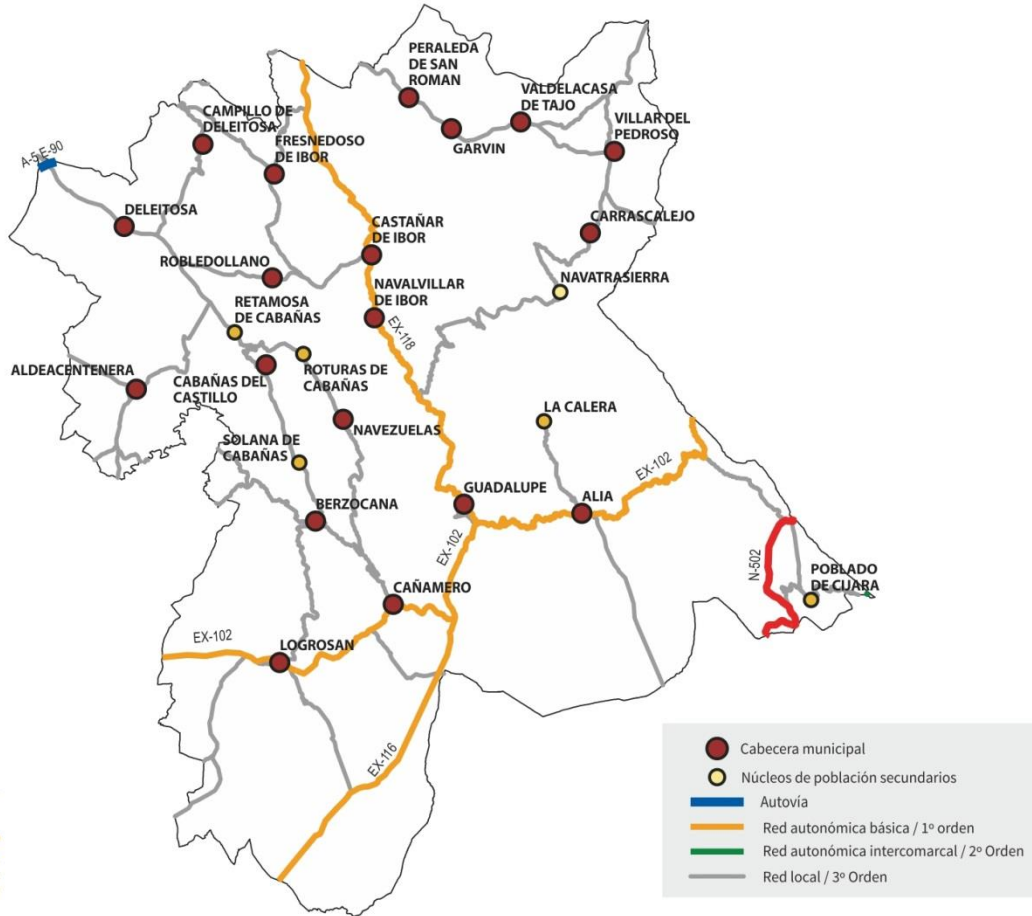 PERALEDA
DE SAN
ROMAN
VALDELACASA
DE TAJO
VILLAR DEL
PEDROSO
CAMPILLO DE
DELEITOSA
GARVIN
FRESNEDOSO
DE IBOR
A-5/E-90
DELEITOSA
CASTAÑAR
DE IBOR
CARRASCALEJO
ROBLEDOLLANO
NAVATRASIERRA
NAVALVILLAR
DE IBOR
RETAMOSA
DE CABAÑAS
EX-118
ALDEACENTENERA
CABAÑAS DEL
CASTILLO
ROTURAS DE
CABAÑAS
LA CALERA
NAVEZUELAS
SOLANA DE
CABAÑAS
EX-102
GUADALUPE
ALIA
BERZOCANA
EX-102
N-502
POBLADO
DE CIJARA
CAÑAMERO
EX-102
LOGROSAN
EX-116
Cabecera municipal
Núcleos de población secundarios
Autovía
Red autonómica básica / 1º orden
Red autonómica intercomarcal / 2º Orden
Red local / 3º Orden